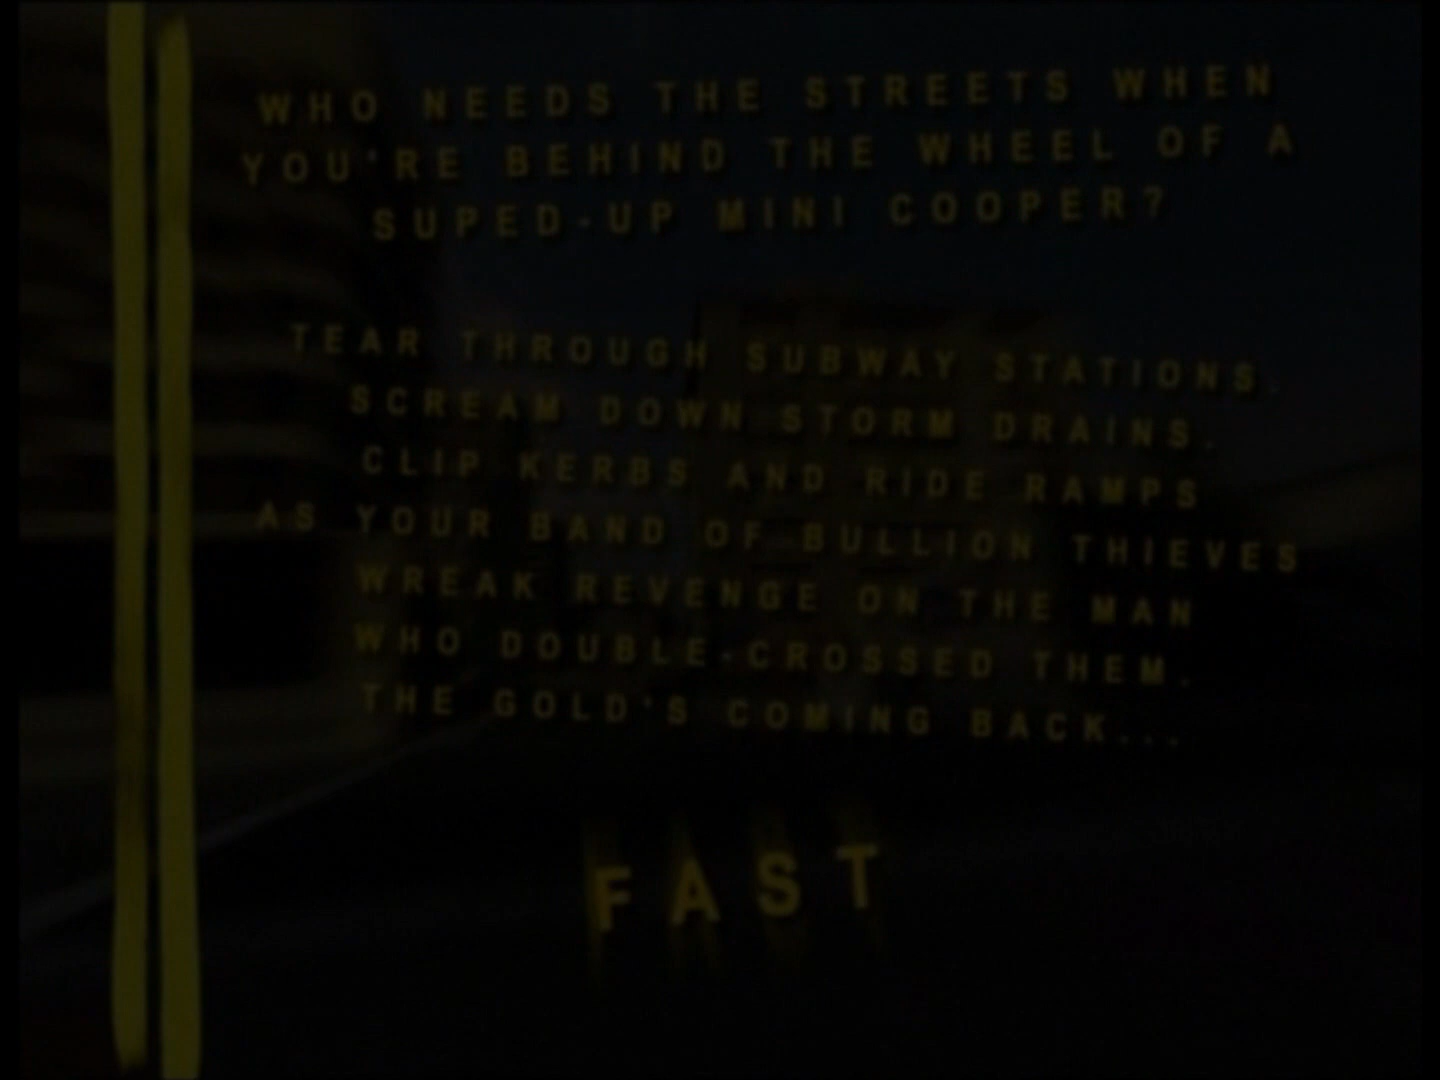 WHO NEEDS THE STREETS WHEN
YOU'RE BEHIND THE WHEEL OF A
SUPED-UP MINI COOPER?
TEAR THROUGH SUBWAY STATIONS.
SCREAM DOWN STORM DRAINS.
CLIP KERBS AND RIDE RAMPS
AS YOUR BAND OF BULLION THIEVES
WREAK REVENGE ON THE MAN
WHO DOUBLE-CROSSED THEM.
THE GOLD'S COMING BACK...
FAST